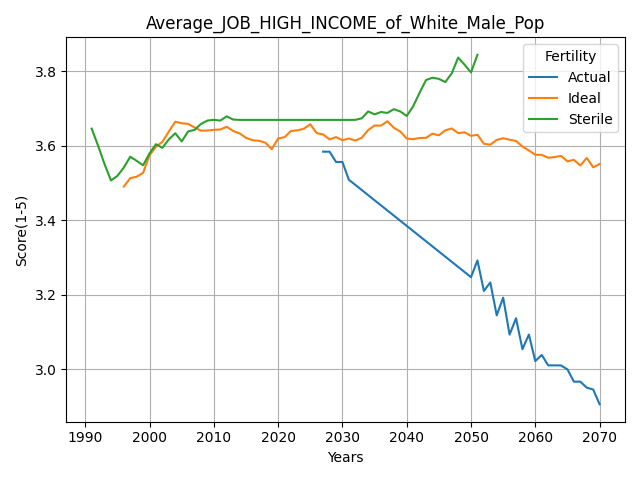 Average_JOB_HIGH_INCOME_of_White_Male_Pop
Fertility
Actual
Ideal
Sterile
Score(1-5)
3.8
3.6
3.4
3.2
3.0
1990 2000 2010 2020 2030 2040 2050 2060 2070
Years